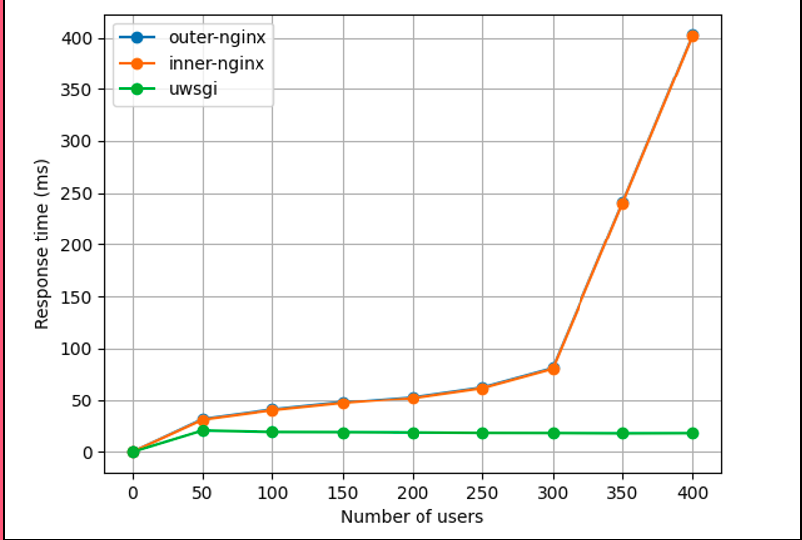 outer-nginx
inner-nginx
uwsgi
400
350
300
250
200
150
100
50
0
Response time (ms)
0 50 100 150 200 250 300 350 400
Number of users